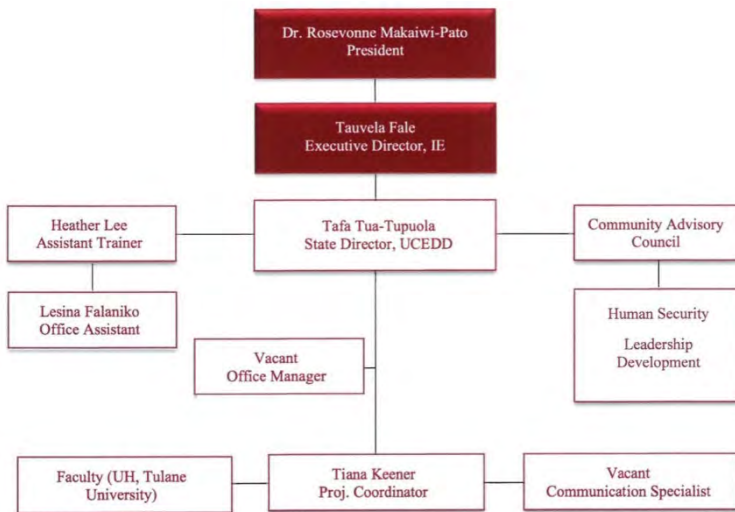 Dr. Rosevonne Makaiwi-Pato
President
Tauvela Fale
Executive Director, IE
Heather Lee
Assistant Trainer
Tafa Tua-Tupuola
State Director, UCEDD
Community Advisory
Council
Lesina Falaniko
Office Assistant
Human Security
Leadership
Development
Vacant
Office Manager
Faculty (UH, Tulane
University)
Tiana Keener
Proj. Coordinator
Vacant
Communication Specialist